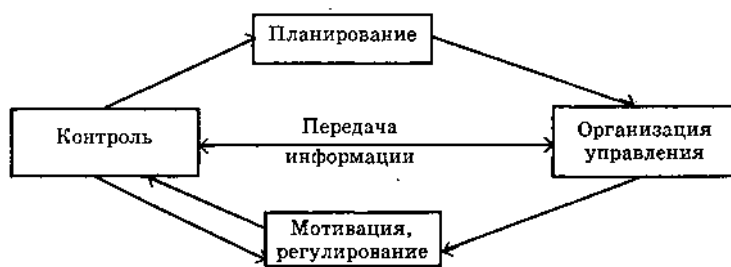 Планирование
Контроль
Передача
информации
Организация
управления
Мотивация,
регулирование